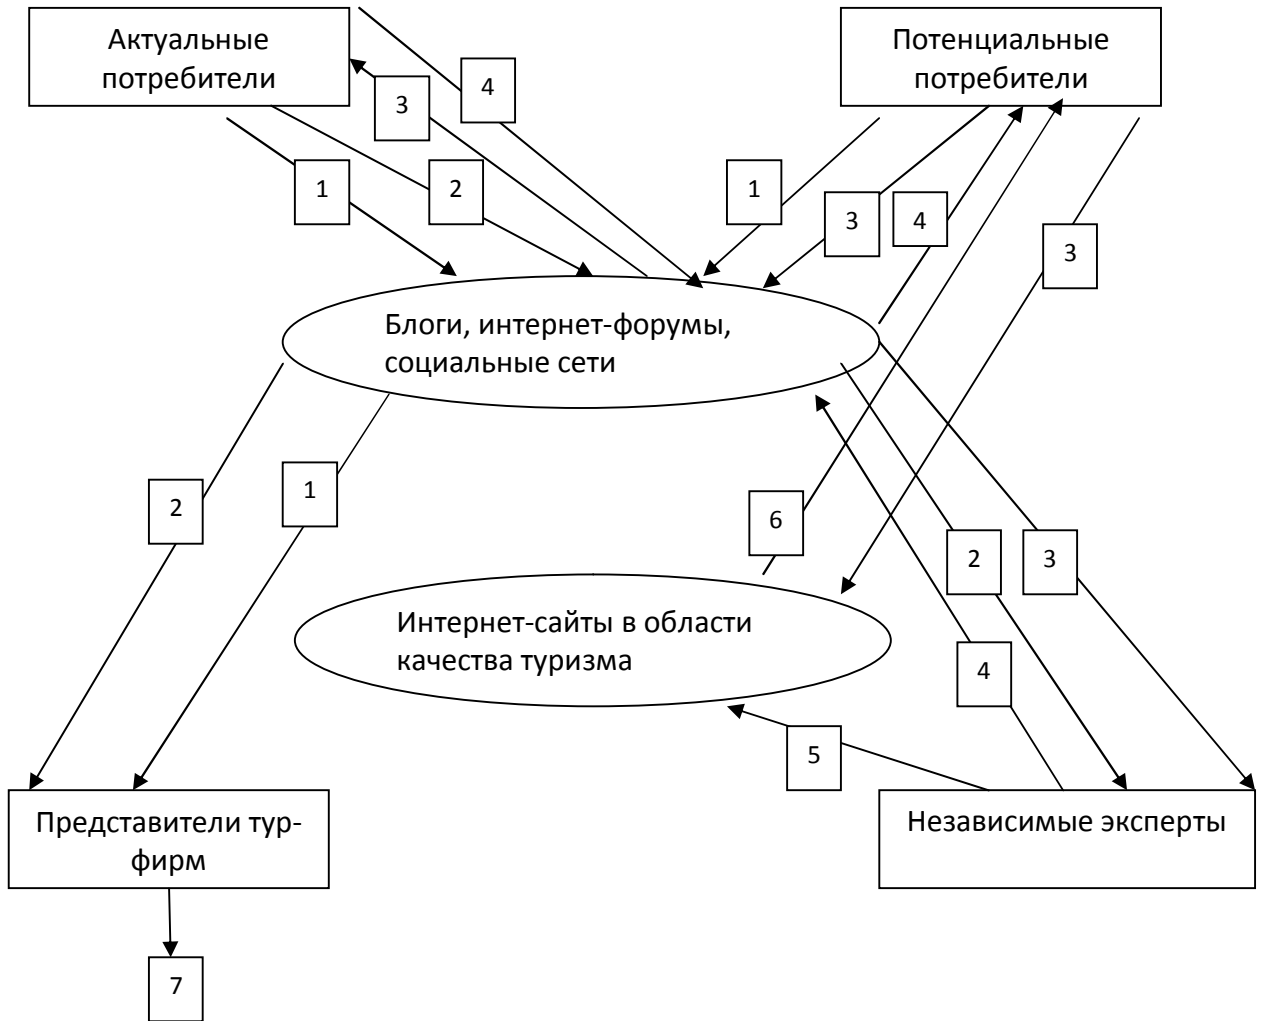 Актуальные
потребители
Потенциальные
потребители
4
3
1
2
1
3
4
3
Блоги, интернет-форумы,
социальные сети
2
1
6
2
3
Интернет-сайты в области
качества туризма
4
5
Представители тур-
фирм
Независимые эксперты
7